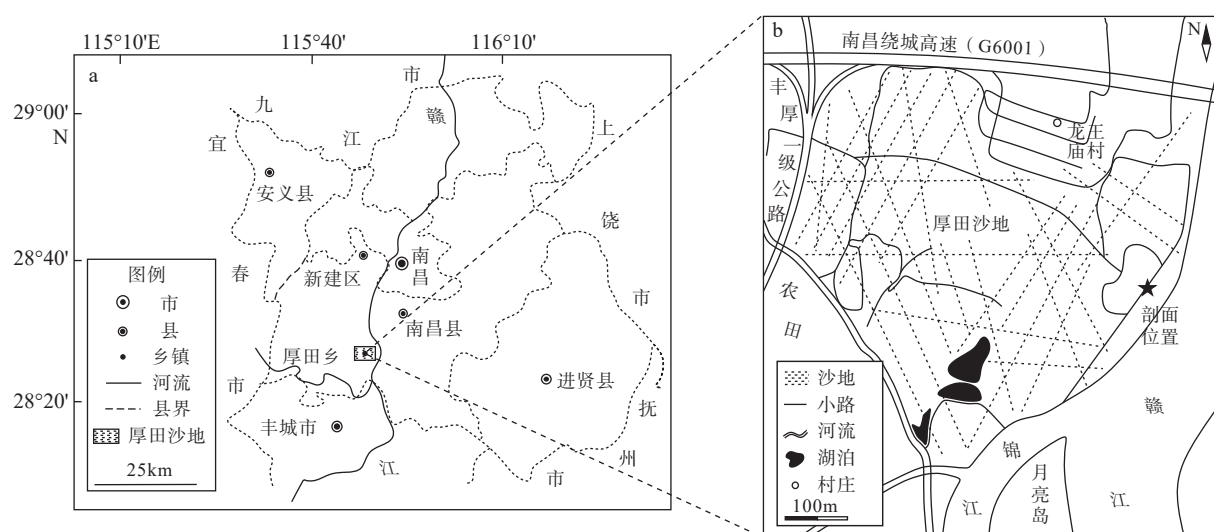 115°10'E
115°40'
116°10'
29°00'
N
28°40'
28°20'
a
九
江
市
宜
春
市
赣
江
上
饶
市
抚
州
市
安义县
新建区
南
昌
南昌县
厚田乡
进贤县
丰城市
图例
市
县
乡镇
河流
县界
厚田沙地
25km
b
南昌绕城高速（G6001）
N
丰
厚
一
级
公
路
龙王
庙村
厚田沙地
农
田
剖面
位置
赣
江
锦
江
月
亮
岛
沙地
小路
河流
湖泊
村庄
100m